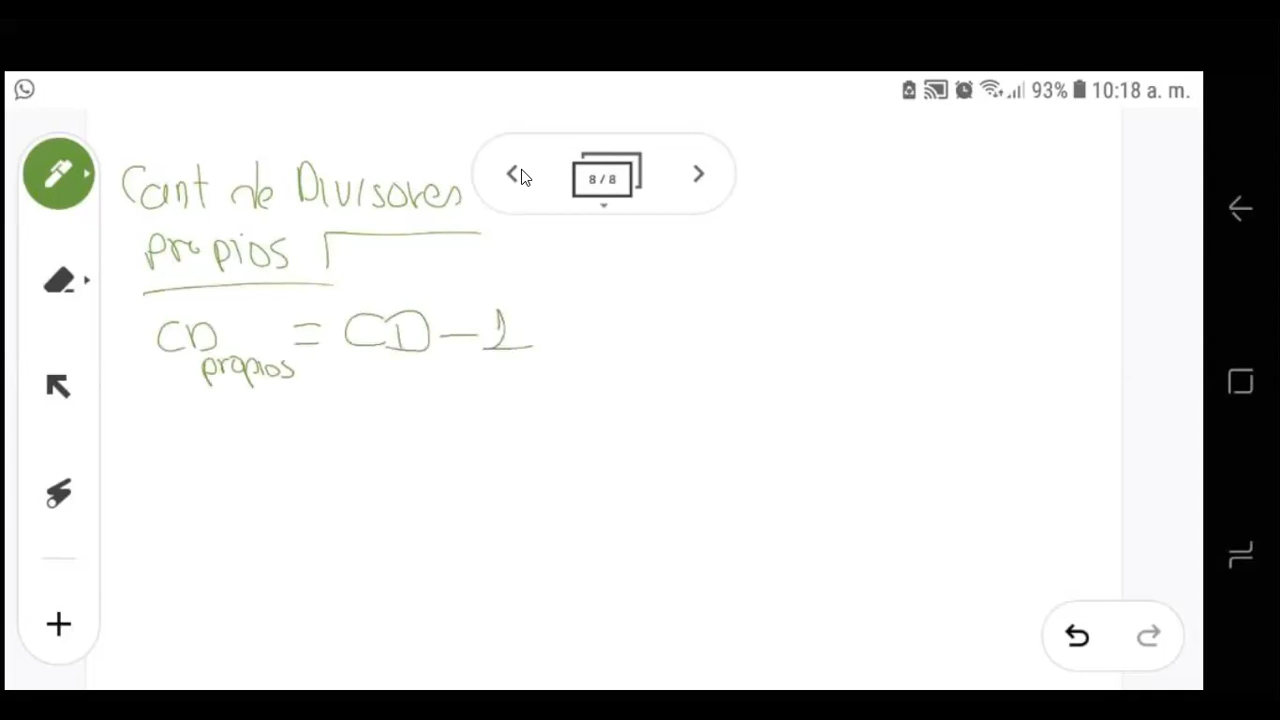 93% 10:18 a. m.
8 / 8
Cant de Divisores
propios
CD propios = CD - 1